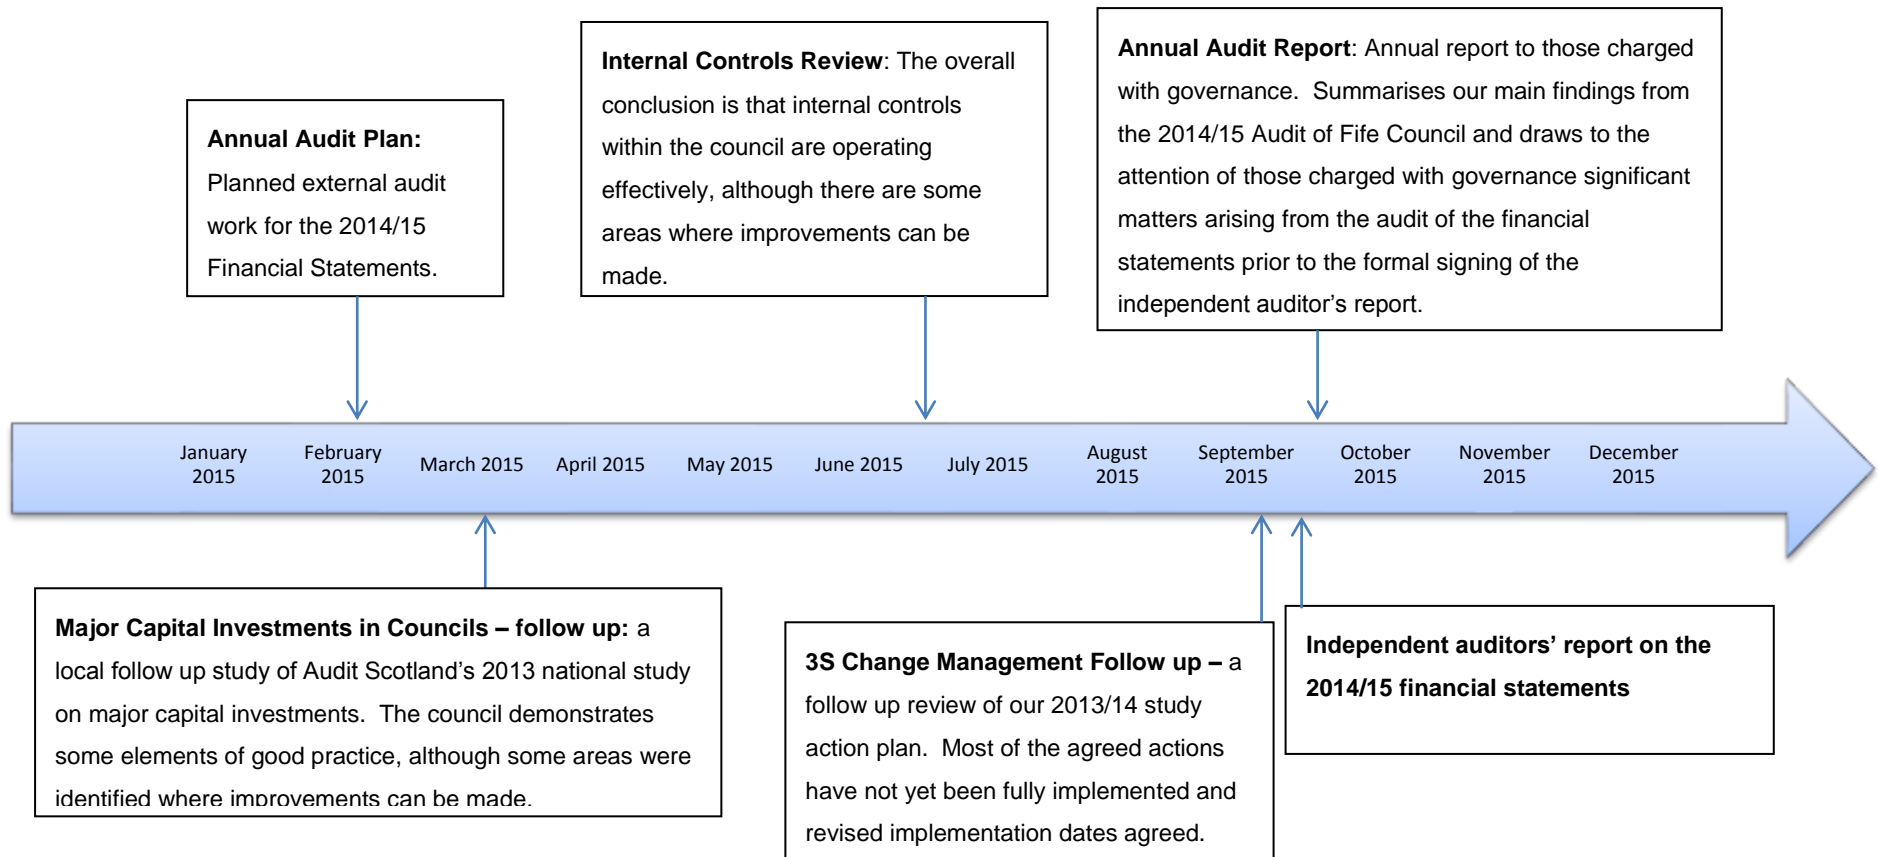 Annual Audit Plan:
Planned external audit
work for the 2014/15
Financial Statements.
Internal Controls Review: The overall
conclusion is that internal controls
within the council are operating
effectively, although there are some
areas where improvements can be
made.
Annual Audit Report: Annual report to those charged
with governance.  Summarises our main findings from
the 2014/15 Audit of Fife Council and draws to the
attention of those charged with governance significant
matters arising from the audit of the financial
statements prior to the formal signing of the
independent auditor’s report.
January
2015
February
2015
March 2015
April 2015
May 2015
June 2015
July 2015
August
2015
September
2015
October
2015
November
2015
December
2015
Major Capital Investments in Councils – follow up: a
local follow up study of Audit Scotland’s 2013 national study
on major capital investments.  The council demonstrates
some elements of good practice, although some areas were
identified where improvements can be made.
3S Change Management Follow up – a
follow up review of our 2013/14 study
action plan.  Most of the agreed actions
have not yet been fully implemented and
revised implementation dates agreed.
Independent auditors’ report on the
2014/15 financial statements